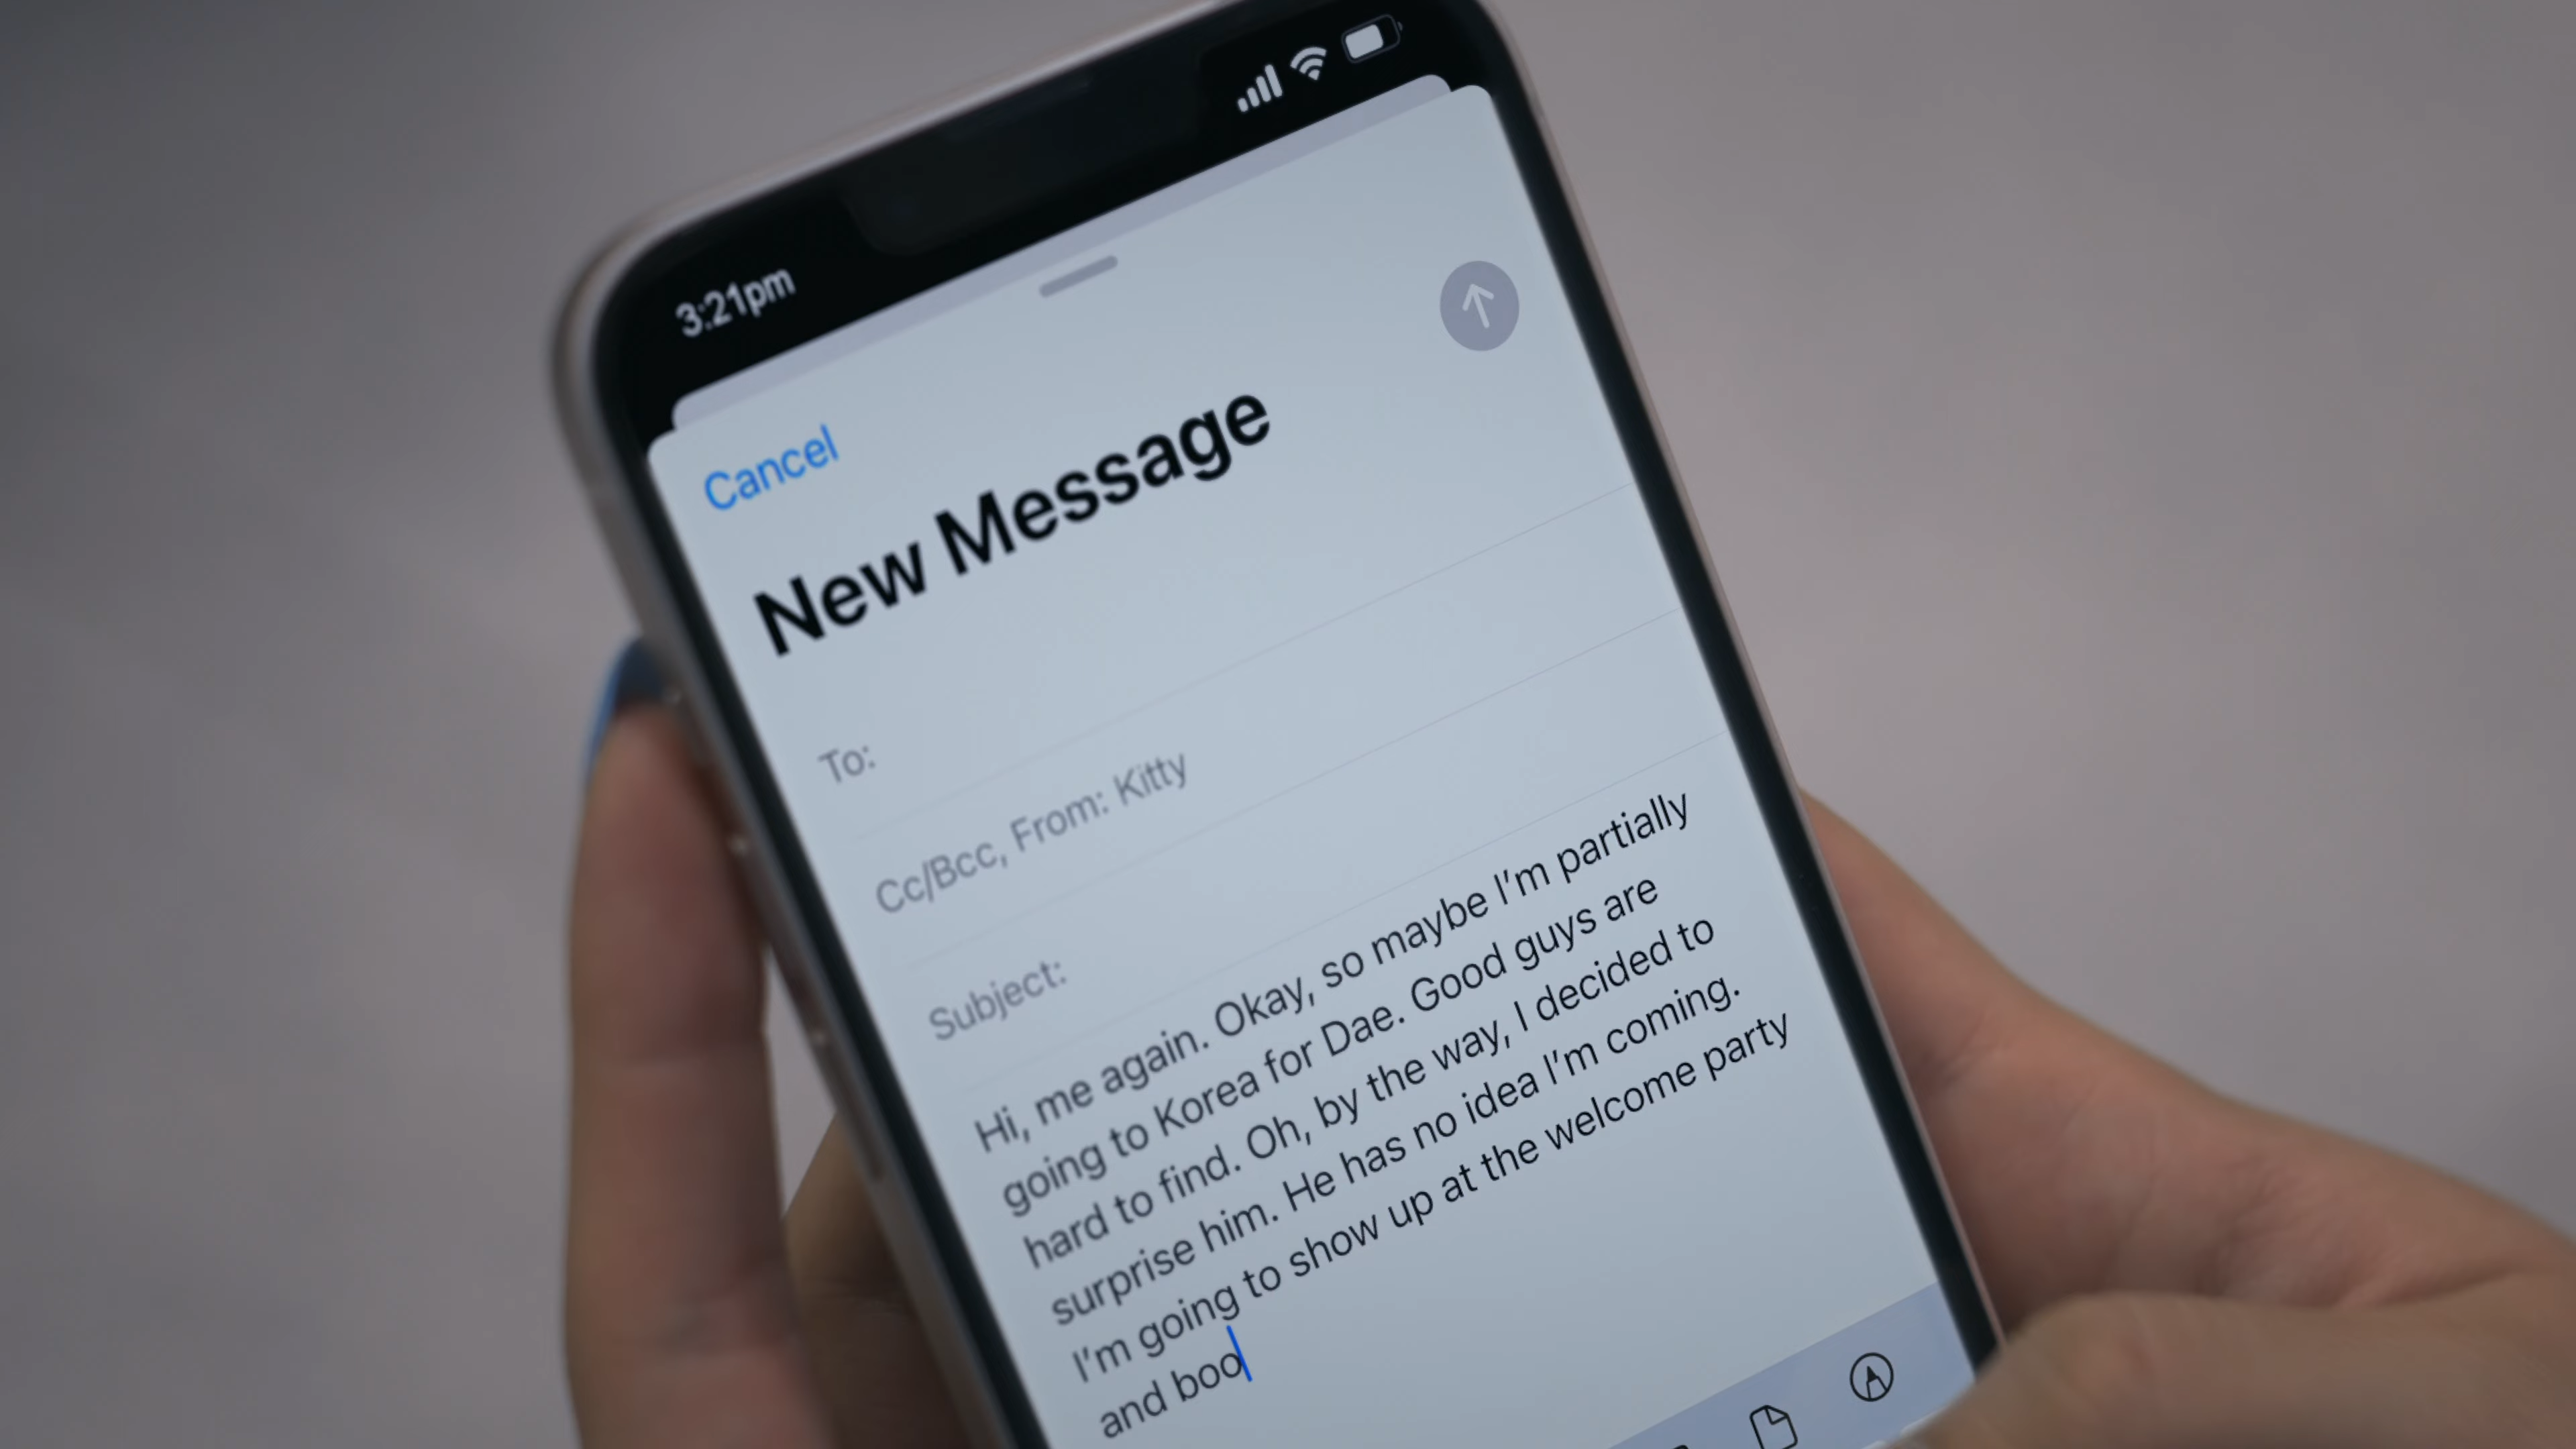 3:21pm
Cancel
New Message
To:
Cc/Bcc, From: Kitty
Subject:
Hi, me again. Okay, so maybe I'm partially
going to Korea for Dae. Good guys are
hard to find. Oh, by the way, I decided to
surprise him. He has no idea I'm coming.
I'm going to show up at the welcome party
and boo